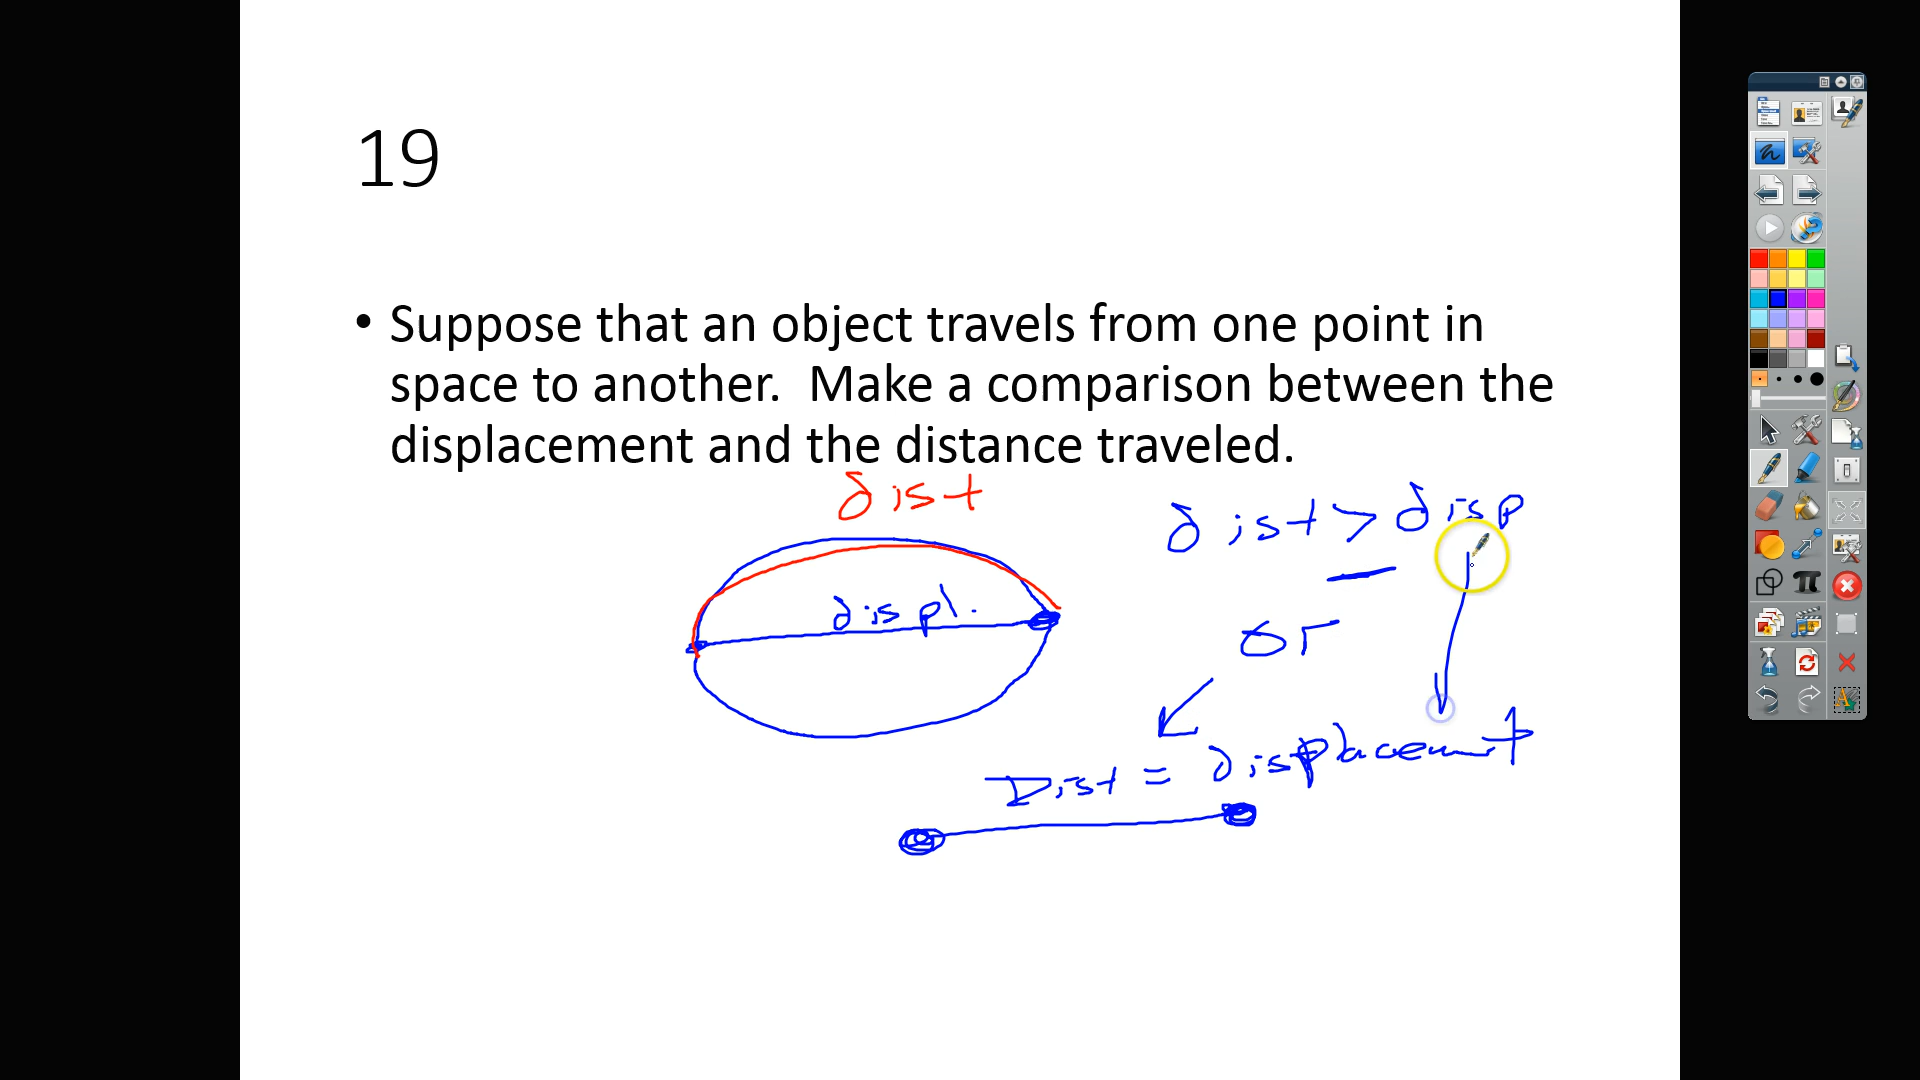 19
• Suppose that an object travels from one point in
space to another. Make a comparison between the
displacement and the distance traveled.
dist
dist > disp
displ.
or
Dist = displacement